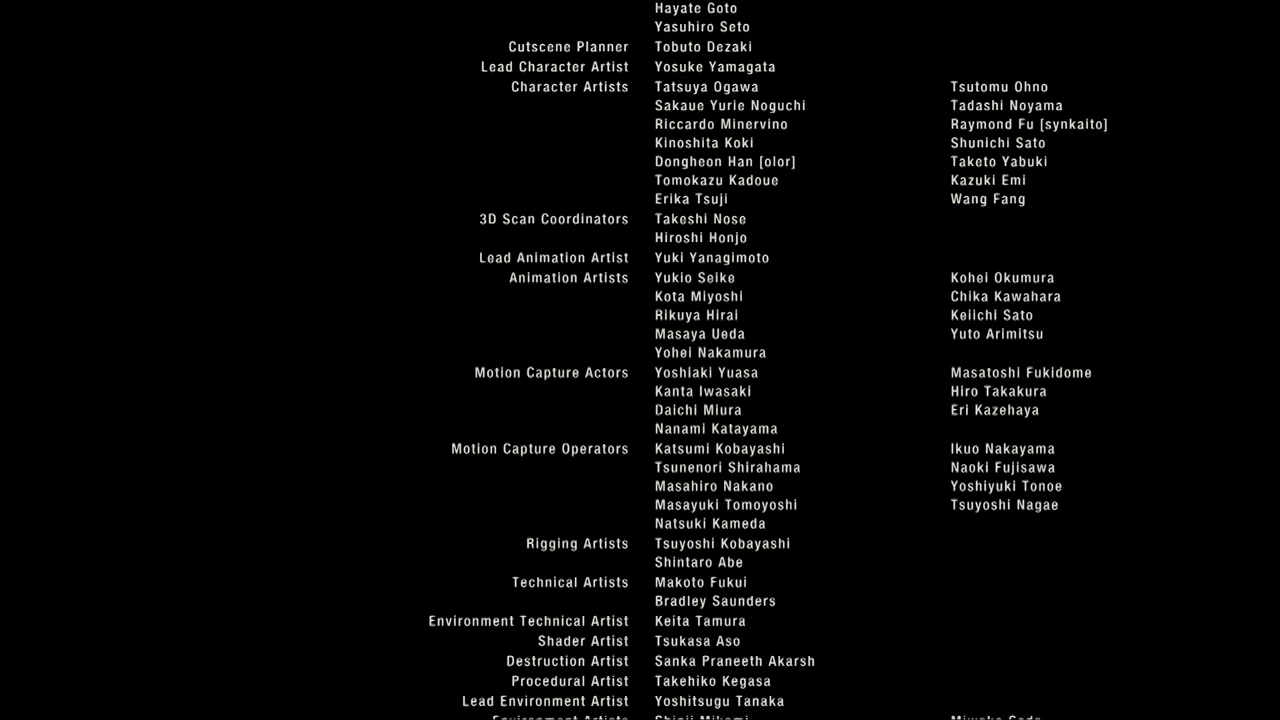 Hayate Goto
Yasuhiro Seto
Cutscene Planner Tobuto Dezaki
Lead Character Artist Yosuke Yamagata
Character Artists Tatsuya Ogawa Tsutomu Ohno
Sakaue Yurie Noguchi Tadashi Noyama
Riccardo Minervino Raymond Fu [synkaito]
Kinoshita Koki Shunichi Sato
Dongheon Han [olor] Taketo Yabuki
Tomokazu Kadoue Kazuki Emi
Erika Tsuji Wang Fang
3D Scan Coordinators Takeshi Nose
Hiroshi Honjo
Lead Animation Artist Yuki Yanagimoto
Animation Artists Yukio Seike Kohei Okumura
Kota Miyoshi Chika Kawahara
Rikuya Hirai Keiichi Sato
Masaya Ueda Yuto Arimitsu
Yohei Nakamura
Motion Capture Actors Yoshiaki Yuasa Masatoshi Fukidome
Kanta Iwasaki Hiro Takakura
Daichi Miura Eri Kazehaya
Nanami Katayama
Motion Capture Operators Katsumi Kobayashi Ikuo Nakayama
Tsunenori Shirahama Naoki Fujisawa
Masahiro Nakano Yoshiyuki Tonoe
Masayuki Tomoyoshi Tsuyoshi Nagae
Natsuki Kameda
Rigging Artists Tsuyoshi Kobayashi
Shintaro Abe
Technical Artists Makoto Fukui
Bradley Saunders
Environment Technical Artist Keita Tamura
Shader Artist Tsukasa Aso
Destruction Artist Sanka Praneeth Akarsh
Procedural Artist Takehiko Kegasa
Lead Environment Artist Yoshitsugu Tanaka
Environment Artists Shinji Mikami